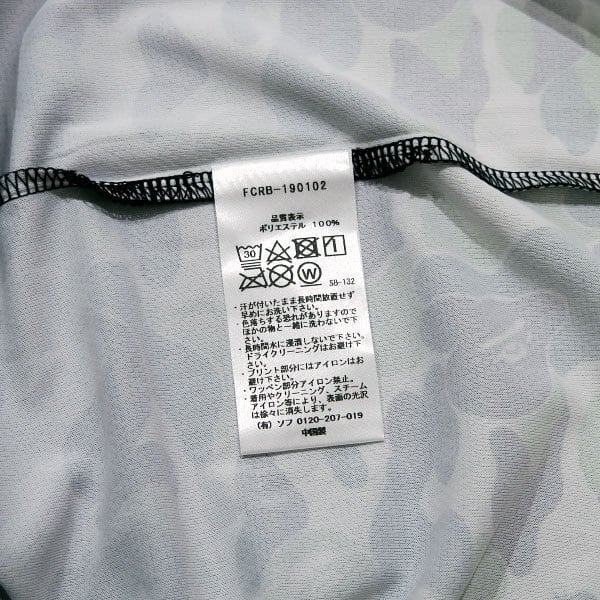 FCRB-190102
品質表示
ポリエステル 100%
30
W
SB-132
・汗が付いたまま長時間放置せず
早めにお洗い下さい。
・色落ちする恐れがありますので
ほかの物と一緒に洗わないで下
さい。
・長時間水に浸漬しないで下さい。
ドライクリーニングはお避け下
さい。
・プリント部分にはアイロンはお
避け下さい。
・ワッペン部分アイロン禁止。
・着用やクリーニング、スチーム
アイロン等により、表面の光沢
は徐々に消失します。
(有) ソフ 0120-207-019
中国製